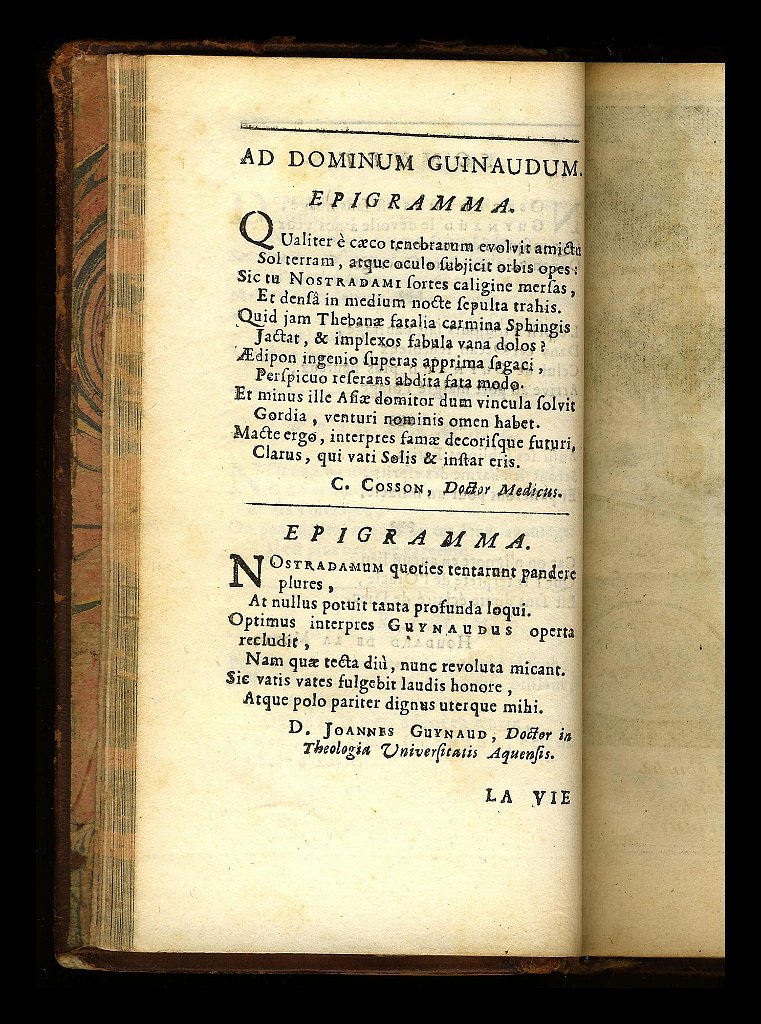 AD DOMINUM GUINAUDUM.
EPIGRAMMA.
QUaliter è cæco tenebrarum evolvit amictu
Sol terram, atque oculo ſubjicit orbis opes:
Sic tu NOSTRADAMI ſortes caligine merſas,
Et denſâ in medium nocte ſepulta trahis.
Quid jam Thebanæ fatalia carmina Sphingis
Jactat, & implexos fabula vana dolos?
Ædipon ingenio ſuperas apprima ſagaci,
Perſpicuo reſerans abdita fata modo.
Et minus ille Aſiæ domitor dum vincula ſolvit
Gordia, venturi nominis omen habet.
Macte ergo, interpres famæ decoriſque futuri,
Clarus, qui vati Solis & inſtar eris.
C. COSSON, Doctor Medicus.
EPIGRAMMA.
NOSTRADAMUM quoties tentarunt pandere
plures,
At nullus potuit tanta profunda loqui.
Optimus interpres GUYNAUDUS operta
recludit,
Nam quæ tecta diù, nunc revoluta micant.
Sic vatis vates fulgebit laudis honore,
Atque polo pariter dignus uterque mihi.
D. JOANNES GUYNAUD, Doctor in
Theologia Univerſitatis Aquenſis.
LA VIE